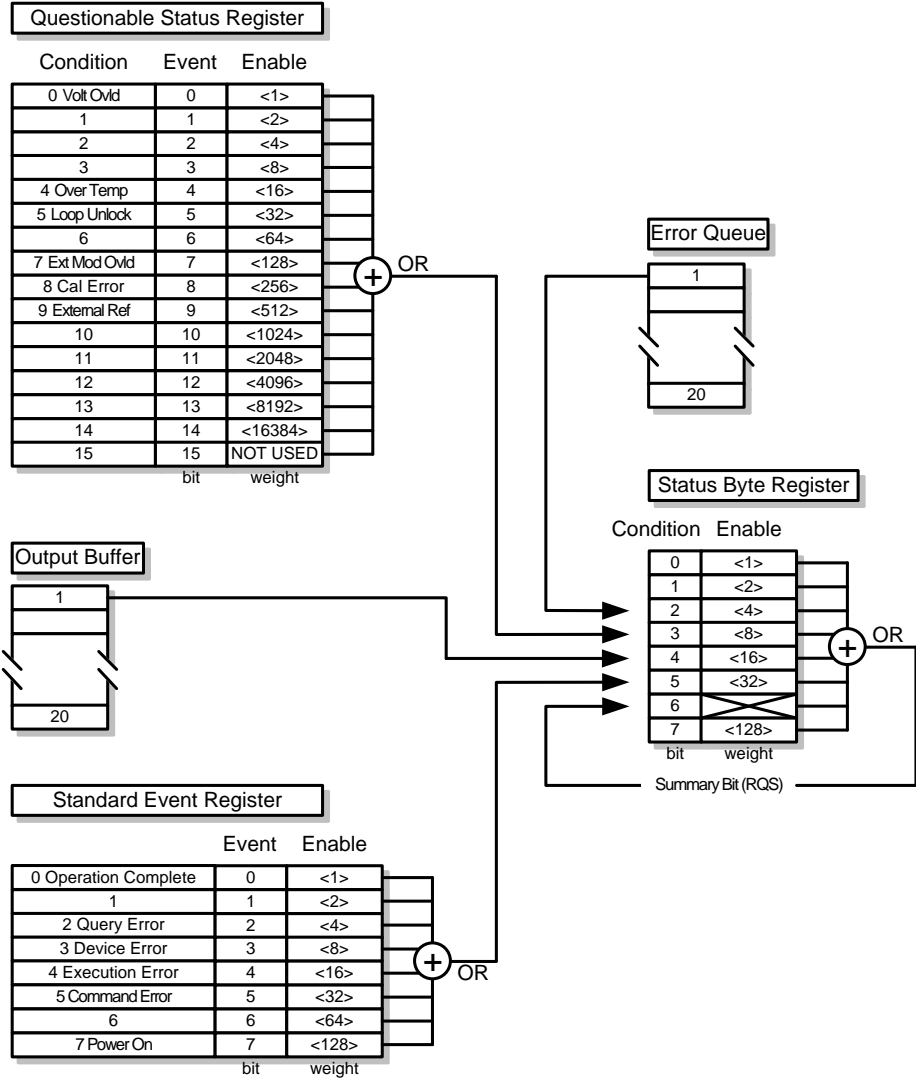 Questionable Status Register
Condition Event Enable
0 Volt Ovld 0 <1>
1 1 <2>
2 2 <4>
3 3 <8>
4 Over Temp 4 <16>
5 Loop Unlock 5 <32>
6 6 <64>
7 Ext Mod Ovld 7 <128>
8 Cal Error 8 <256>
9 External Ref 9 <512>
10 10 <1024>
11 11 <2048>
12 12 <4096>
13 13 <8192>
14 14 <16384>
15 15 NOT USED
bit weight
+ OR
Error Queue
1
20
Output Buffer
1
20
Status Byte Register
Condition Enable
0 <1>
1 <2>
2 <4>
3 <8>
4 <16>
5 <32>
6
7 <128>
bit weight
+ OR
Summary Bit (RQS)
Standard Event Register
Event Enable
0 Operation Complete 0 <1>
1 1 <2>
2 Query Error 2 <4>
3 Device Error 3 <8>
4 Execution Error 4 <16>
5 Command Error 5 <32>
6 6 <64>
7 Power On 7 <128>
bit weight
+ OR